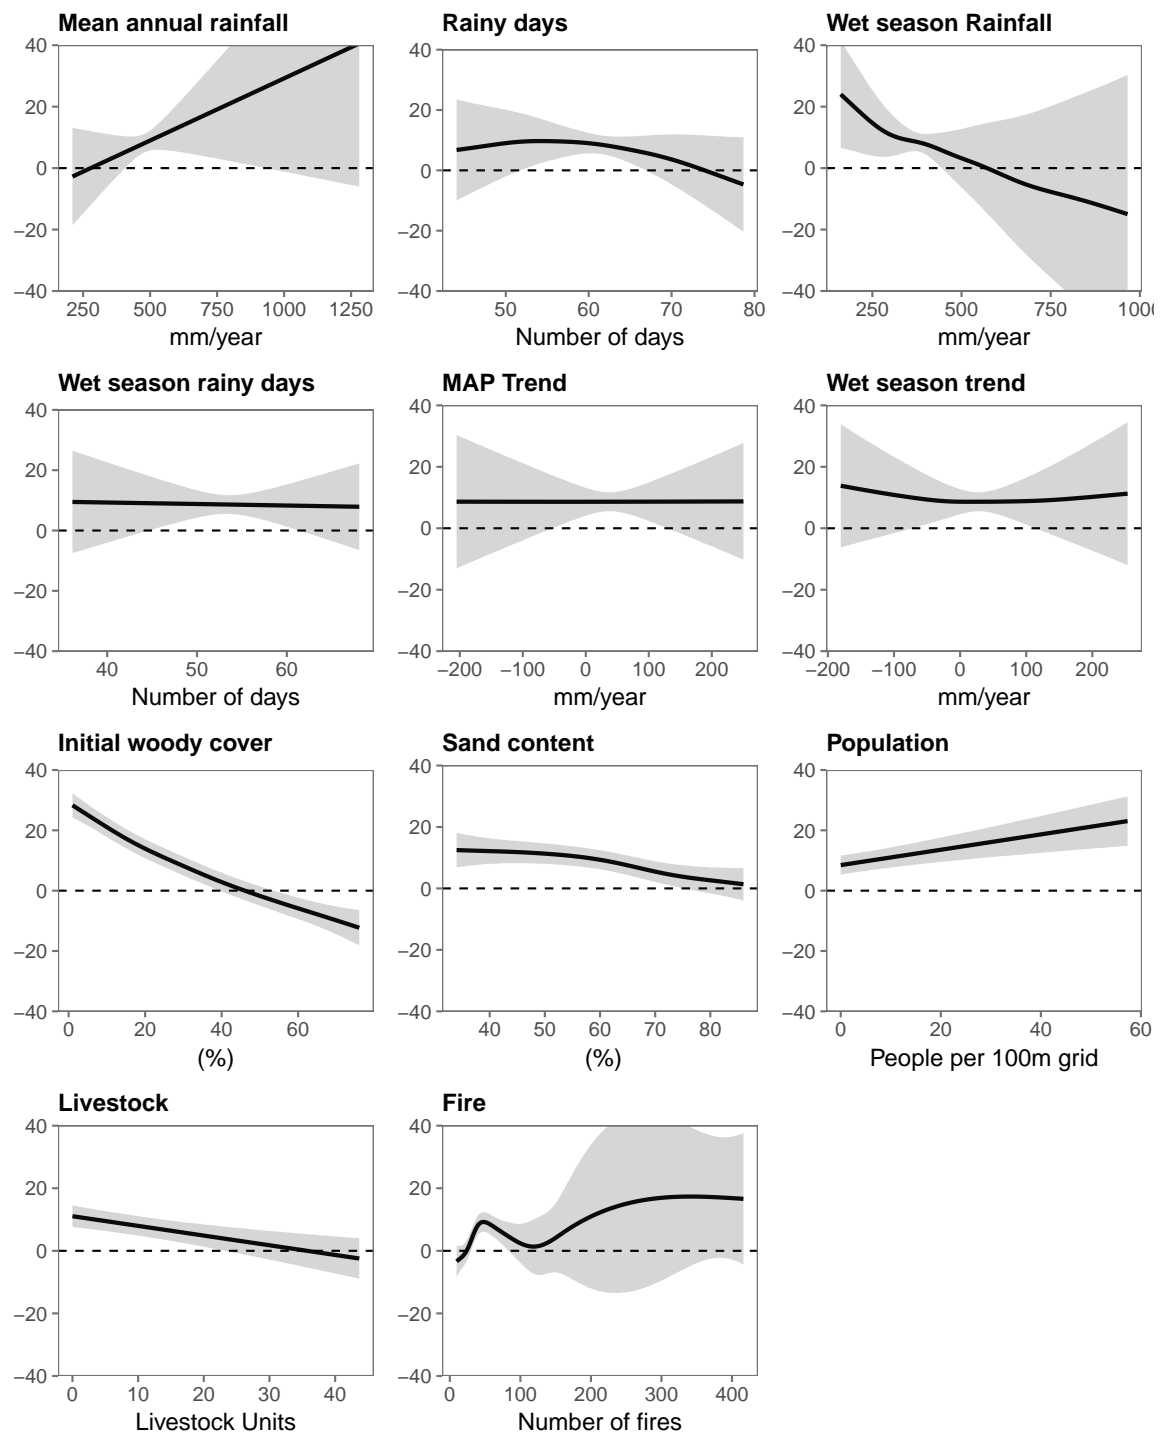 Mean annual rainfall Rainy days Wet season Rainfall
40 40 40
20 20 20
0 0 0
−20 −20 −20
−40 −40 −40
250 500 750 1000 1250 50 60 70 80 250 500 750 1000
mm/year Number of days mm/year
Wet season rainy days MAP Trend Wet season trend
40 40 40
20 20 20
0 0 0
−20 −20 −20
−40 −40 −40
40 50 60 −200 −100 0 100 200 −200 −100 0 100 200
Number of days mm/year mm/year
Initial woody cover Sand content Population
40 40 40
20 20 20
0 0 0
−20 −20 −20
−40 −40 −40
0 20 40 60 40 50 60 70 80 0 20 40 60
(%) (%) People per 100m grid
Livestock Fire
40 40
20 20
0 0
−20 −20
−40 −40
0 10 20 30 40 0 100 200 300 400
Livestock Units Number of fires